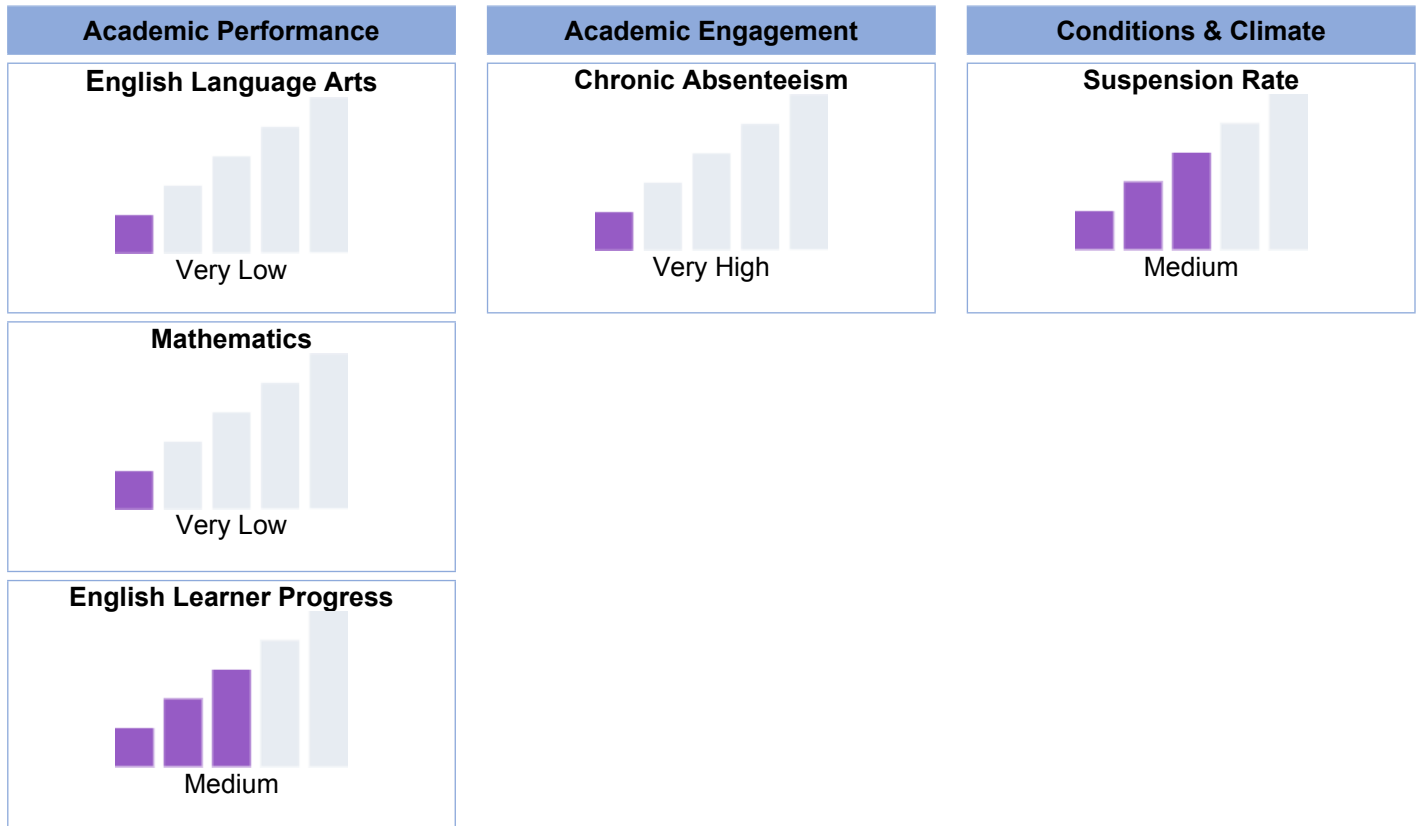 Academic Performance
English Language Arts
Very Low
Mathematics
Very Low
English Learner Progress
Medium
Academic Engagement
Chronic Absenteeism
Very High
Conditions & Climate
Suspension Rate
Medium